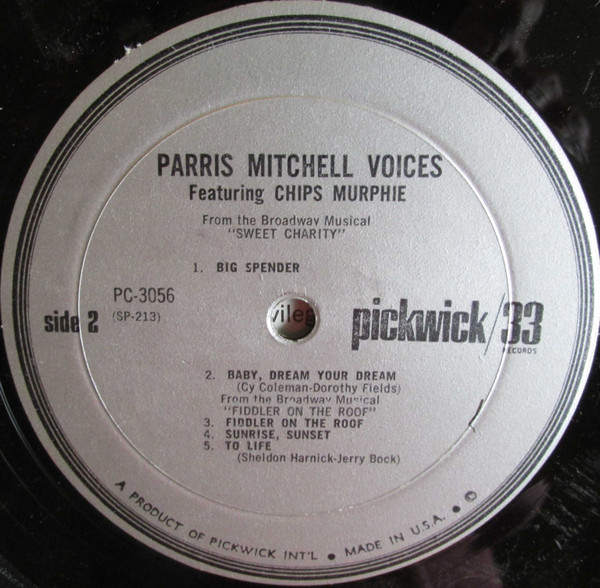 PARRIS MITCHELL VOICES
Featuring CHIPS MURPHIE
From the Broadway Musical
"SWEET CHARITY"
1. BIG SPENDER
PC-3056
(SP-213)
side 2
vileg
pickwick/33
RECORDS
2. BABY, DREAM YOUR DREAM
(Cy Coleman-Dorothy Fields)
From the Broadway Musical
"FIDDLER ON THE ROOF"
3. FIDDLER ON THE ROOF
4. SUNRISE, SUNSET
5. TO LIFE
(Sheldon Harnick-Jerry Bock)
A PRODUCT OF PICKWICK INT'L • MADE IN U.S.A. • ©